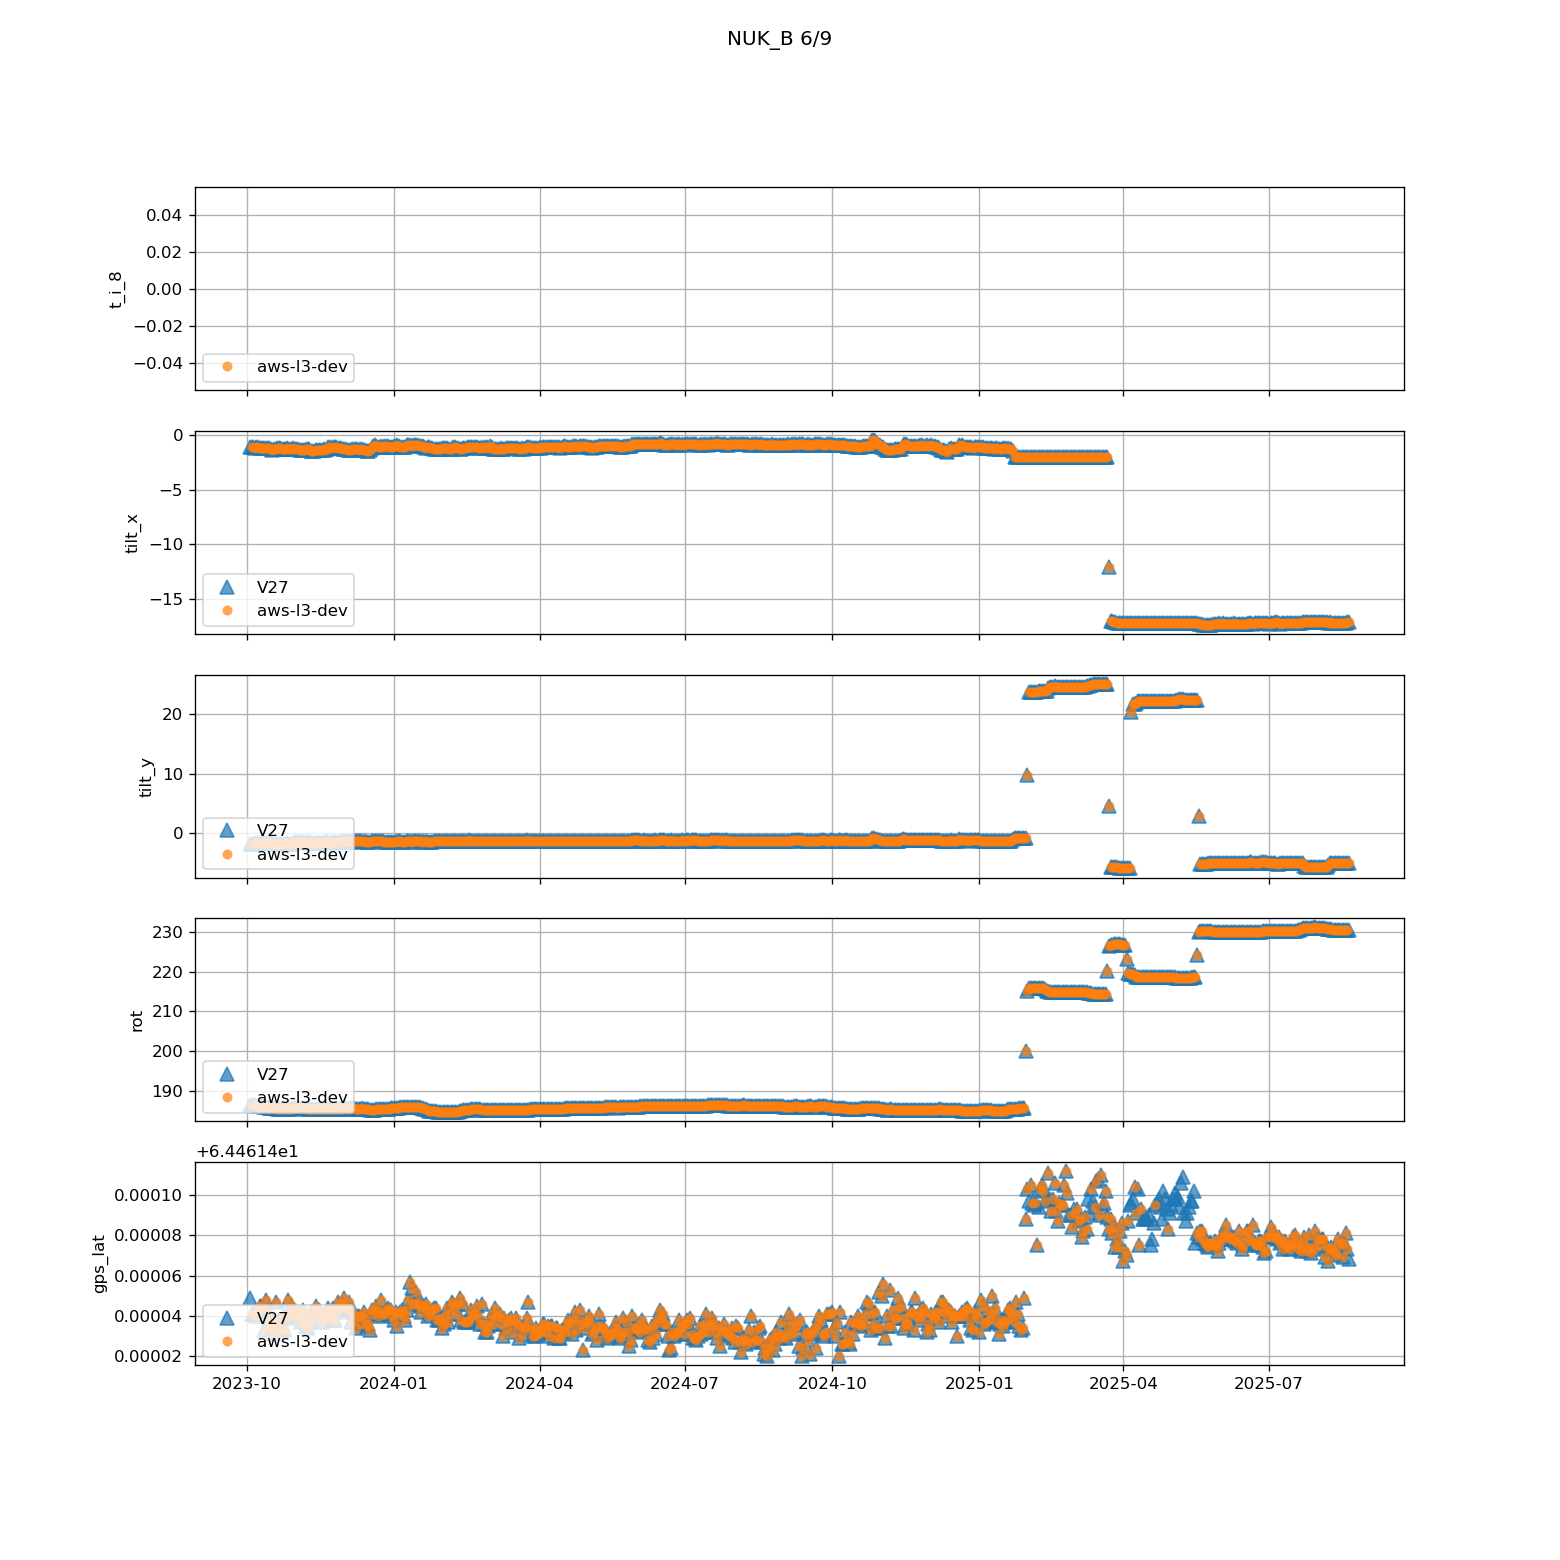 NUK_B 6/9
0.04
0.02
0.00
−0.02
−0.04
t_i_8
aws-l3-dev
0
−5
−10
−15
tilt_x
V27
aws-l3-dev
20
10
0
tilt_y
V27
aws-l3-dev
230
220
210
200
190
rot
V27
aws-l3-dev
+6.44614e1
0.00010
0.00008
0.00006
0.00004
0.00002
gps_lat
V27
aws-l3-dev
2023-10 2024-01 2024-04 2024-07 2024-10 2025-01 2025-04 2025-07